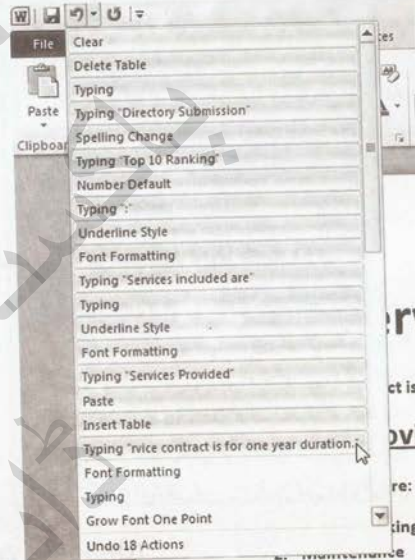 W
File
Paste
Clipboar
Clear
Delete Table
Typing
Typing "Directory Submission"
Spelling Change
Typing "Top 10 Ranking"
Number Default
Typing ":"
Underline Style
Font Formatting
Typing "Services included are"
Typing
Underline Style
Font Formatting
Typing "Services Provided"
Paste
Insert Table
Typing "rvice contract is for one year duration.
Font Formatting
Typing
Grow Font One Point
Undo 18 Actions
ces
A
erv
ct is
ovi
re:
king
2. Maintenance